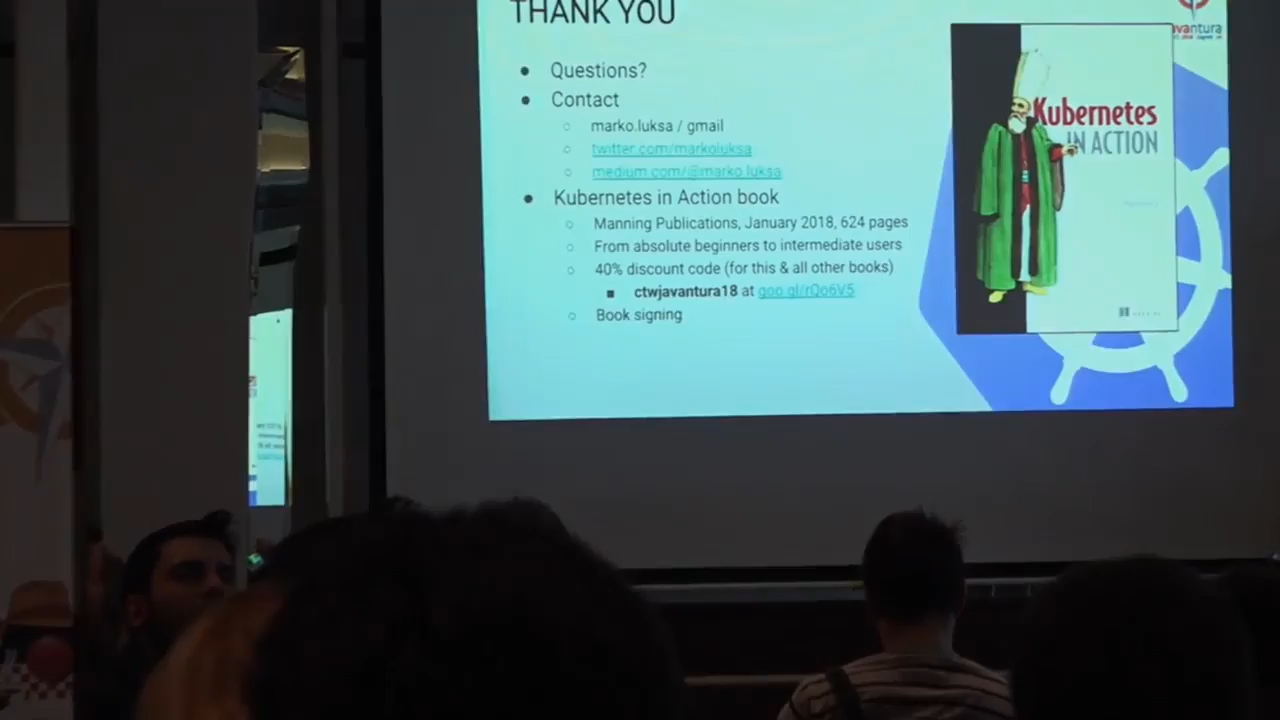 THANK YOU
avantura
Questions?
Contact
marko.luksa / gmail
twitter.com/markoluksa
medium.com/@marko.luksa
Kubernetes in Action book
Manning Publications, January 2018, 624 pages
From absolute beginners to intermediate users
40% discount code (for this & all other books)
ctwjavantura18 at goo.gl/rQo6V5
Book signing
Kubernetes
IN ACTION